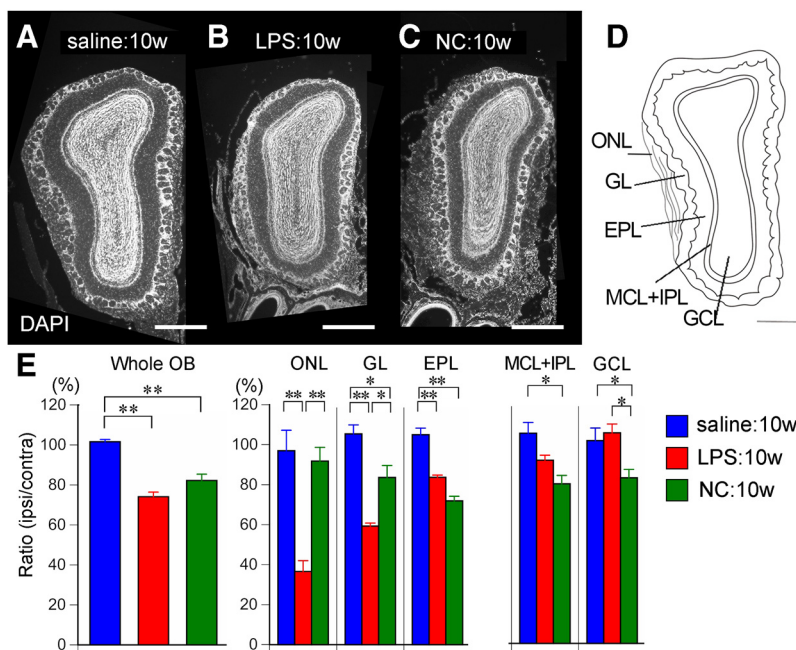 A saline:10w B LPS:10w C NC:10w D
ONL
GL
EPL
MCL+IPL
GCL
DAPI
E Whole OB ONL GL EPL MCL+IPL GCL
(%) (%)
** ** ** ** * ** * ** ** * * *
Ratio (ipsi/contra)
120
100
80
60
40
20
0
120
100
80
60
40
20
0
saline:10w
LPS:10w
NC:10w